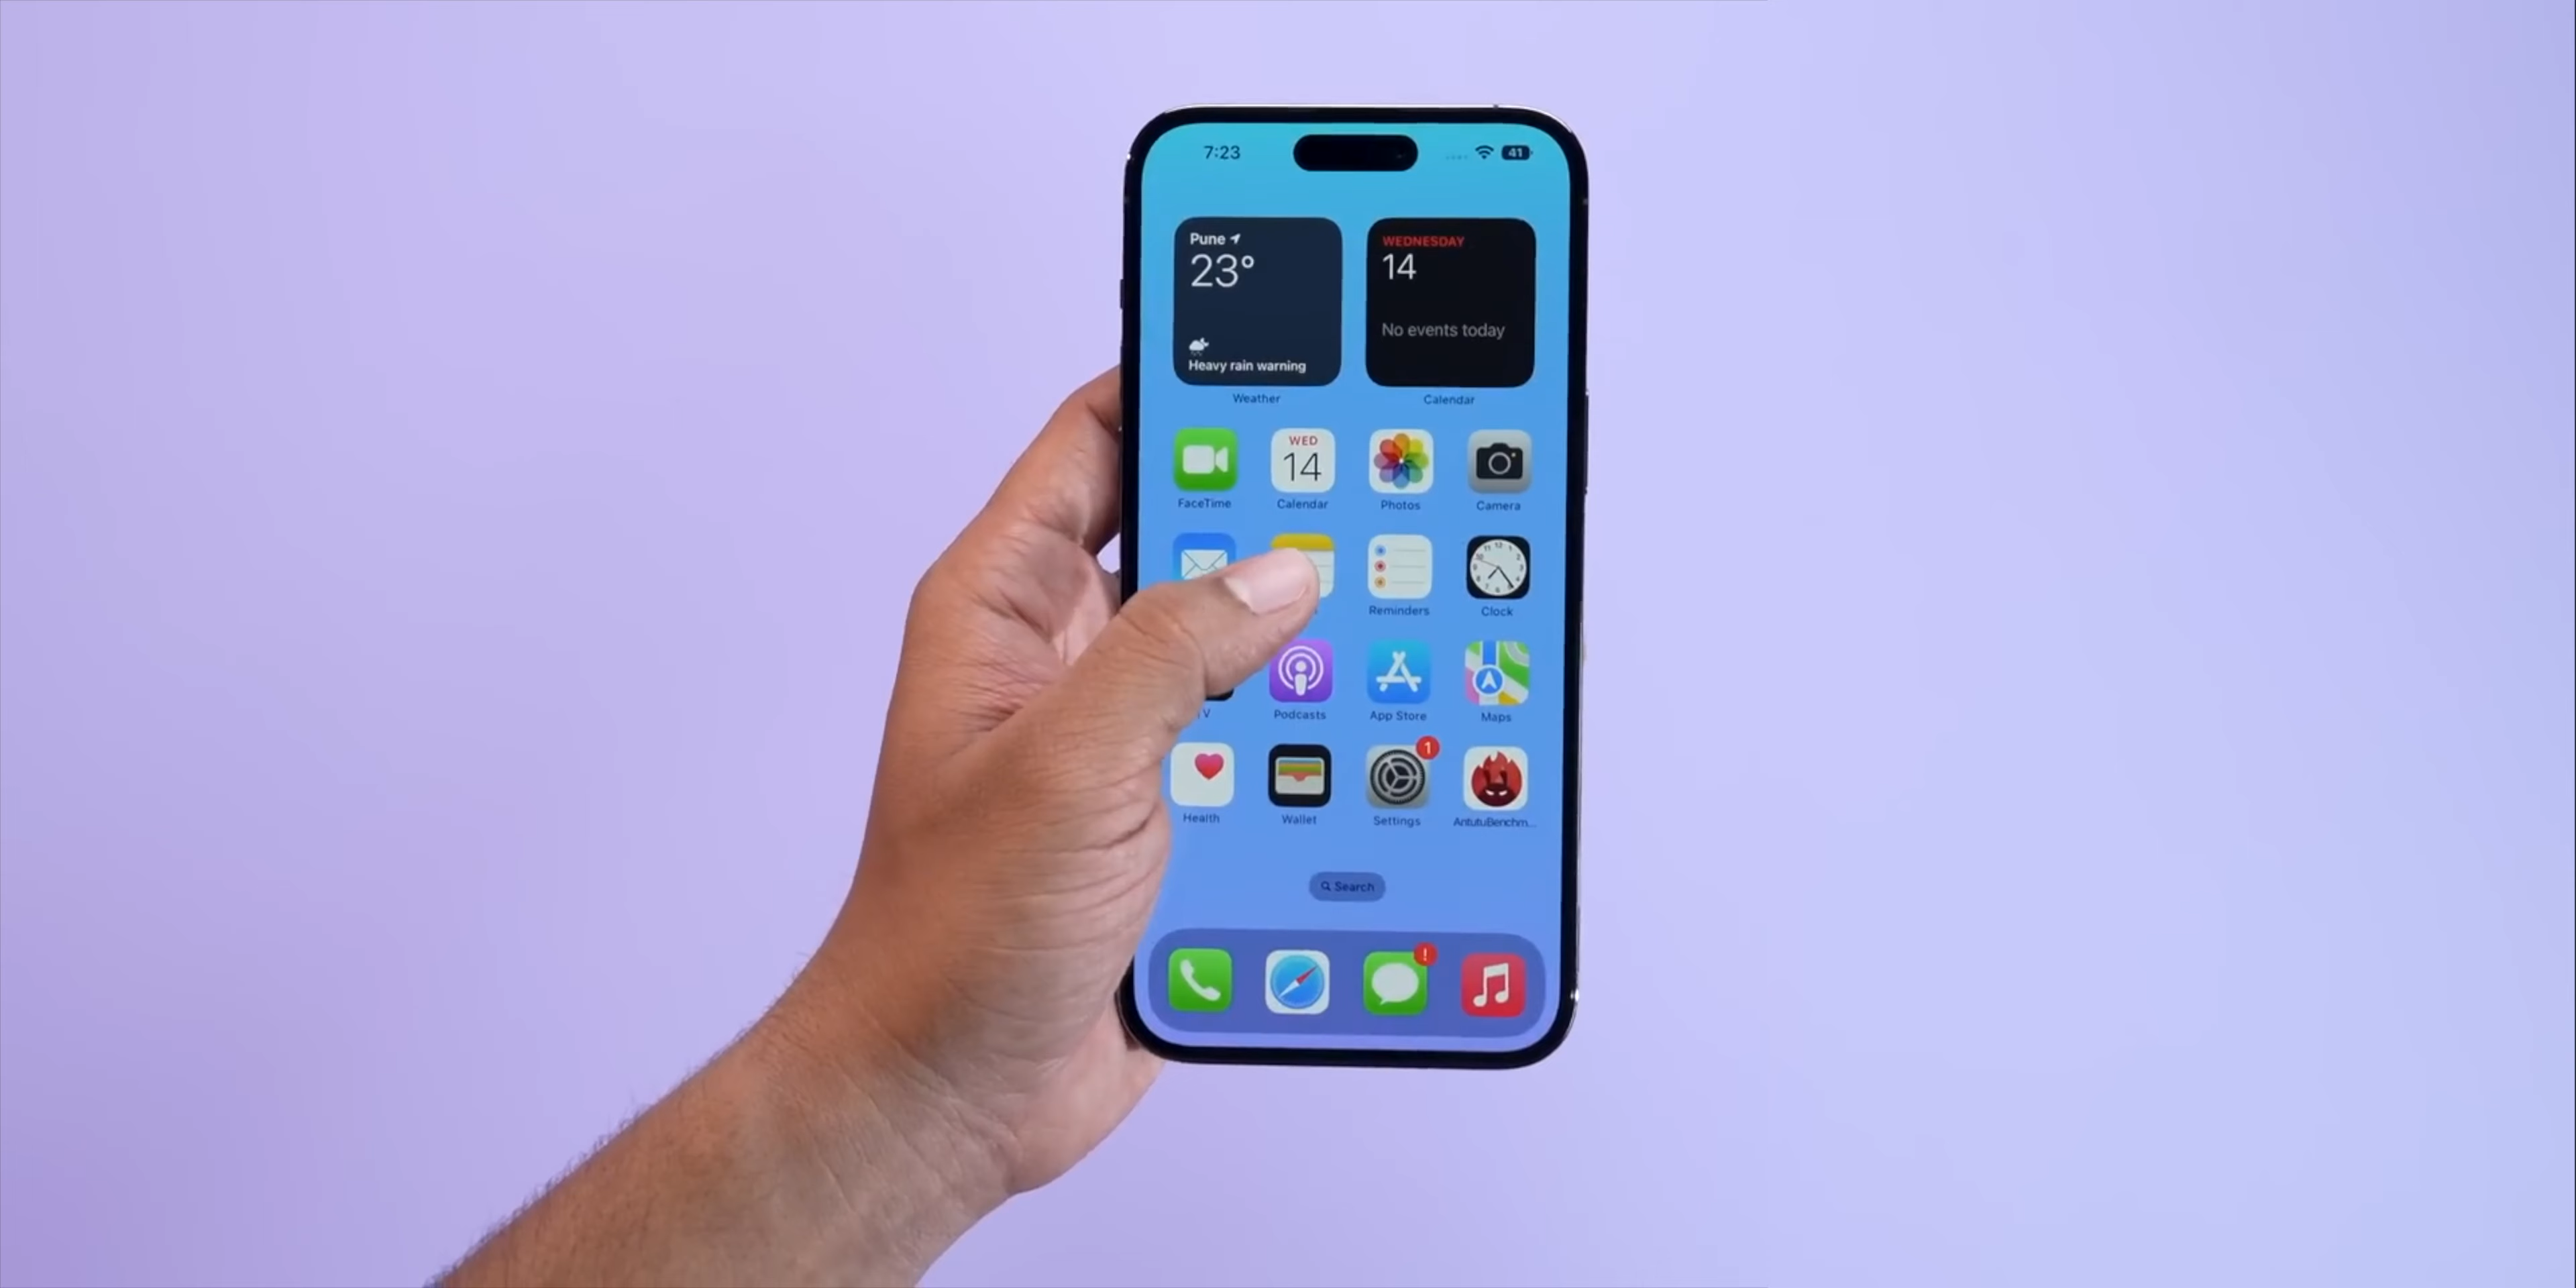 7:23
41
Pune
23°
Heavy rain warning
Weather
WEDNESDAY
14
No events today
Calendar
FaceTime
WED
14
Calendar
Photos
Camera
Reminders
Clock
Podcasts
App Store
Maps
Health
Wallet
1
Settings
AntutuBenchm...
Search
!